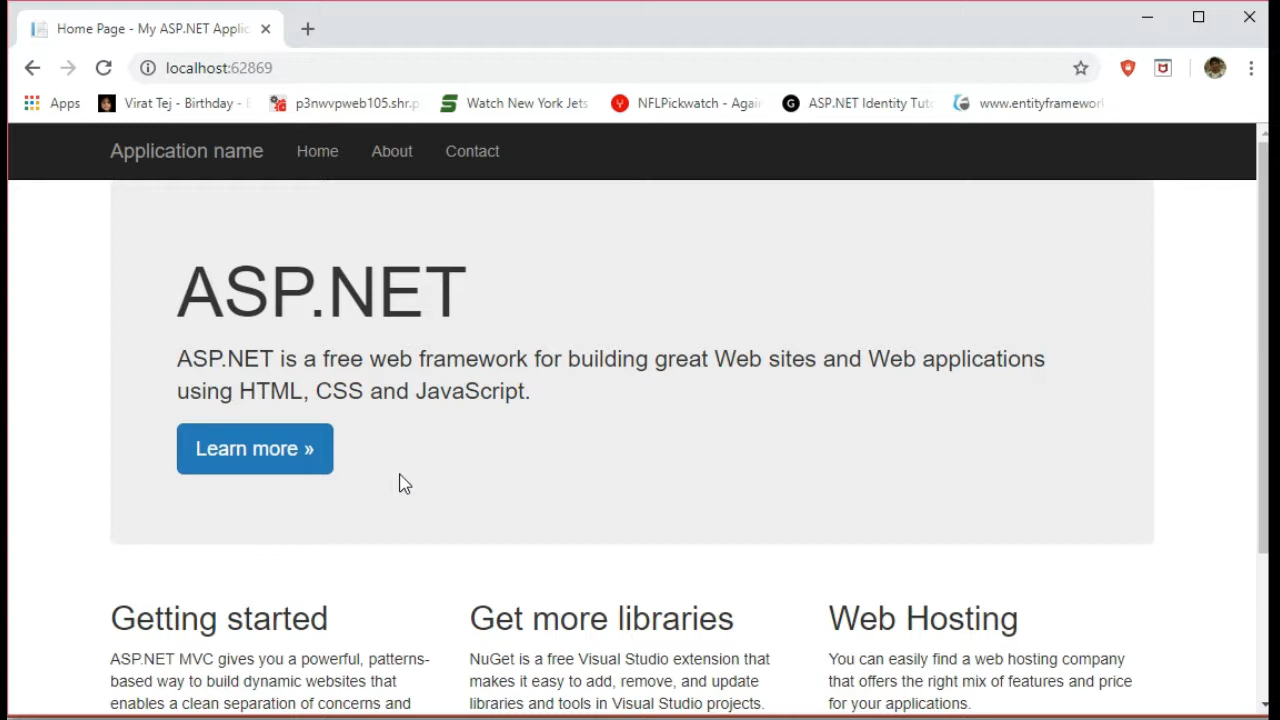 Home Page - My ASP.NET Applic
localhost:62869
Apps
Virat Tej - Birthday -
p3nwvpweb105.shr.p
Watch New York Jets
NFLPickwatch - Agai
ASP.NET Identity Tut
www.entityframewor
Application name
Home
About
Contact
ASP.NET
ASP.NET is a free web framework for building great Web sites and Web applications
using HTML, CSS and JavaScript.
Learn more »
Getting started
ASP.NET MVC gives you a powerful, patterns-
based way to build dynamic websites that
enables a clean separation of concerns and
Get more libraries
NuGet is a free Visual Studio extension that
makes it easy to add, remove, and update
libraries and tools in Visual Studio projects.
Web Hosting
You can easily find a web hosting company
that offers the right mix of features and price
for your applications.